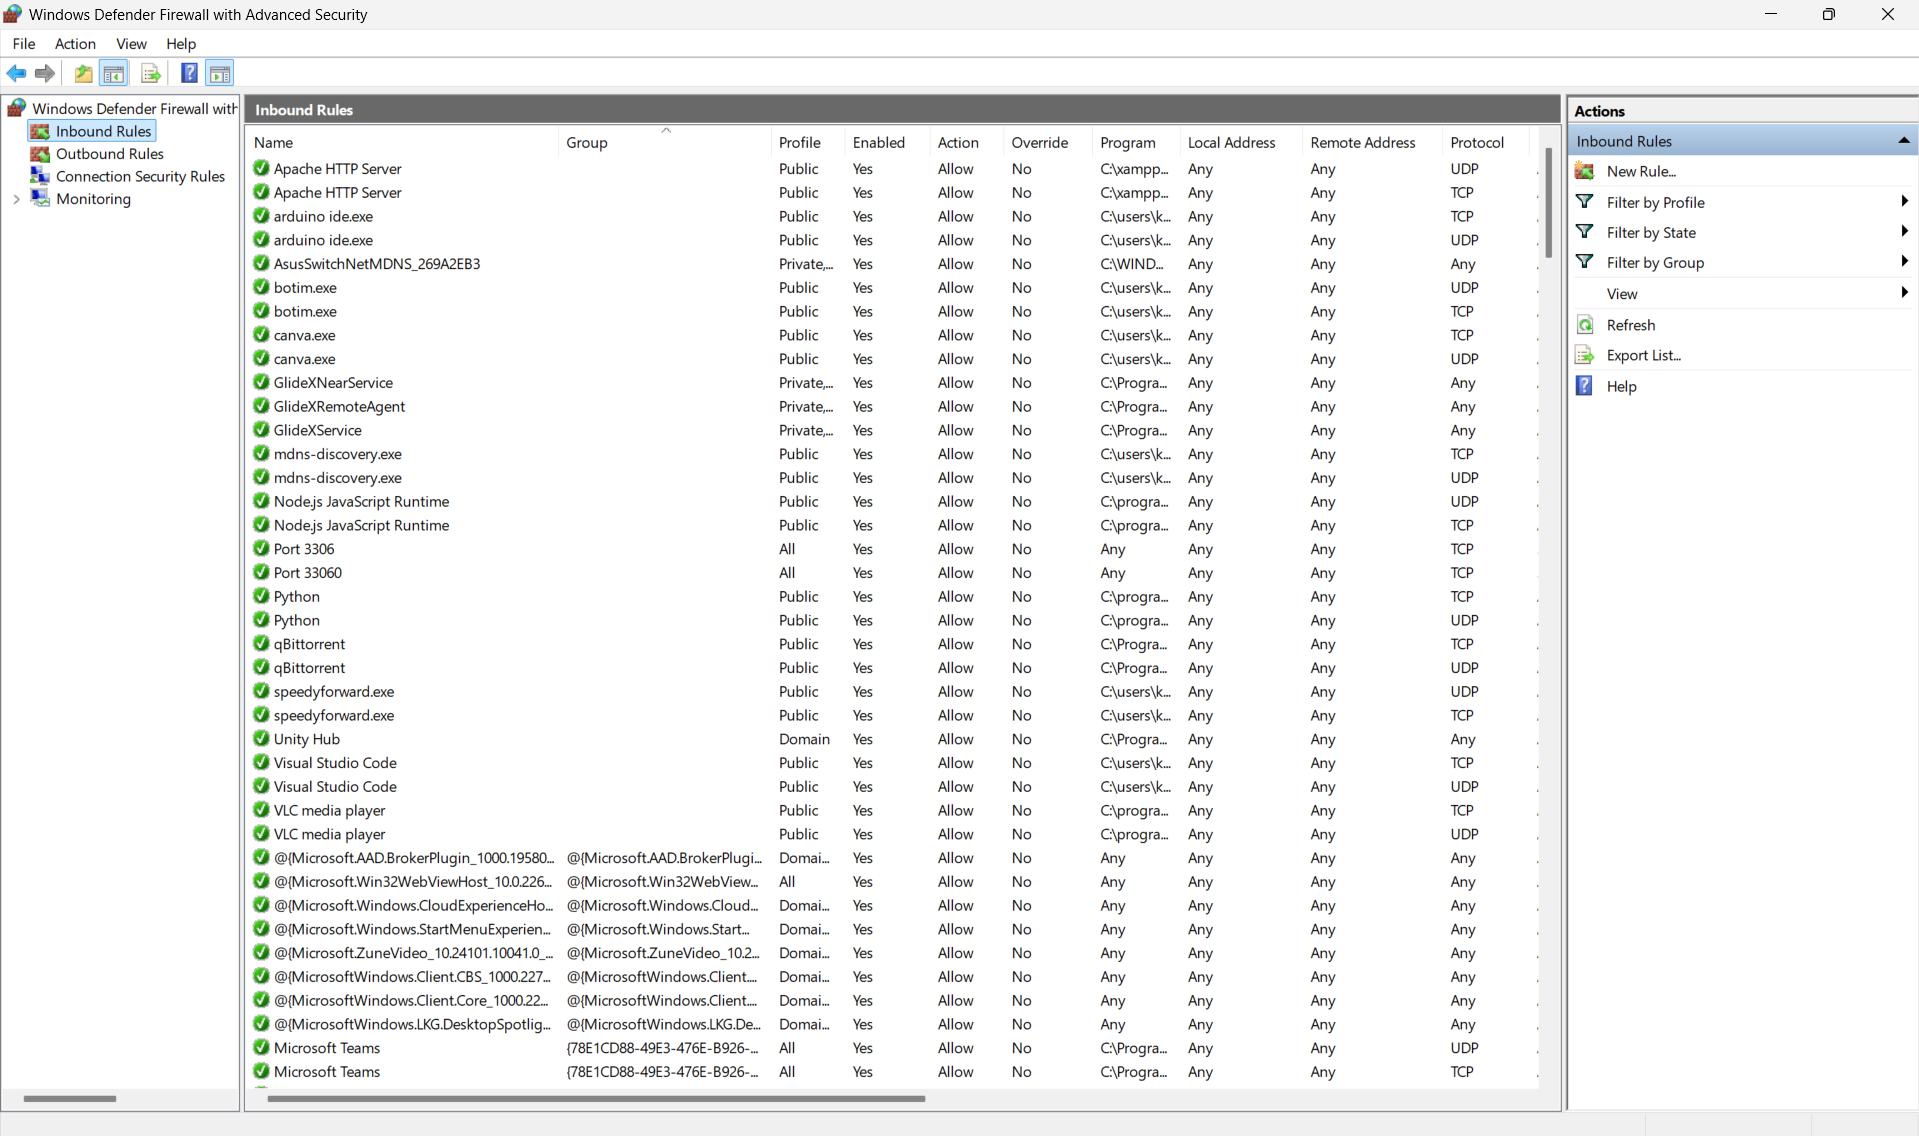 Windows Defender Firewall with Advanced Security
File Action View Help
Windows Defender Firewall with
Inbound Rules
Outbound Rules
Connection Security Rules
Monitoring
Inbound Rules
Name Group Profile Enabled Action Override Program Local Address Remote Address Protocol
Apache HTTP Server Public Yes Allow No C:\xampp... Any Any UDP
Apache HTTP Server Public Yes Allow No C:\xampp... Any Any TCP
arduino ide.exe Public Yes Allow No C:\users\k... Any Any TCP
arduino ide.exe Public Yes Allow No C:\users\k... Any Any UDP
AsusSwitchNetMDNS_269A2EB3 Private,... Yes Allow No C:\WIND... Any Any Any
botim.exe Public Yes Allow No C:\users\k... Any Any UDP
botim.exe Public Yes Allow No C:\users\k... Any Any TCP
canva.exe Public Yes Allow No C:\users\k... Any Any TCP
canva.exe Public Yes Allow No C:\users\k... Any Any UDP
GlideXNearService Private,... Yes Allow No C:\Progra... Any Any Any
GlideXRemoteAgent Private,... Yes Allow No C:\Progra... Any Any Any
GlideXService Private,... Yes Allow No C:\Progra... Any Any Any
mdns-discovery.exe Public Yes Allow No C:\users\k... Any Any TCP
mdns-discovery.exe Public Yes Allow No C:\users\k... Any Any UDP
Node.js JavaScript Runtime Public Yes Allow No C:\progra... Any Any UDP
Node.js JavaScript Runtime Public Yes Allow No C:\progra... Any Any TCP
Port 3306 All Yes Allow No Any Any Any TCP
Port 33060 All Yes Allow No Any Any Any TCP
Python Public Yes Allow No C:\progra... Any Any TCP
Python Public Yes Allow No C:\progra... Any Any UDP
qBittorrent Public Yes Allow No C:\Progra... Any Any TCP
qBittorrent Public Yes Allow No C:\Progra... Any Any UDP
speedyforward.exe Public Yes Allow No C:\users\k... Any Any UDP
speedyforward.exe Public Yes Allow No C:\users\k... Any Any TCP
Unity Hub Domain Yes Allow No C:\Progra... Any Any Any
Visual Studio Code Public Yes Allow No C:\users\k... Any Any TCP
Visual Studio Code Public Yes Allow No C:\users\k... Any Any UDP
VLC media player Public Yes Allow No C:\progra... Any Any TCP
VLC media player Public Yes Allow No C:\progra... Any Any UDP
@{Microsoft.AAD.BrokerPlugin_1000.19580... @{Microsoft.AAD.BrokerPlugi... Domai... Yes Allow No Any Any Any Any
@{Microsoft.Win32WebViewHost_10.0.226... @{Microsoft.Win32WebView... All Yes Allow No Any Any Any Any
@{Microsoft.Windows.CloudExperienceHo... @{Microsoft.Windows.Cloud... Domai... Yes Allow No Any Any Any Any
@{Microsoft.Windows.StartMenuExperien... @{Microsoft.Windows.Start... Domai... Yes Allow No Any Any Any Any
@{Microsoft.ZuneVideo_10.24101.10041.0_... @{Microsoft.ZuneVideo_10.2... Domai... Yes Allow No Any Any Any Any
@{MicrosoftWindows.Client.CBS_1000.227... @{MicrosoftWindows.Client.... Domai... Yes Allow No Any Any Any Any
@{MicrosoftWindows.Client.Core_1000.22... @{MicrosoftWindows.Client.... Domai... Yes Allow No Any Any Any Any
@{MicrosoftWindows.LKG.DesktopSpotlig... @{MicrosoftWindows.LKG.De... Domai... Yes Allow No Any Any Any Any
Microsoft Teams {78E1CD88-49E3-476E-B926-... All Yes Allow No C:\Progra... Any Any UDP
Microsoft Teams {78E1CD88-49E3-476E-B926-... All Yes Allow No C:\Progra... Any Any TCP
Actions
Inbound Rules
New Rule...
Filter by Profile
Filter by State
Filter by Group
View
Refresh
Export List...
Help